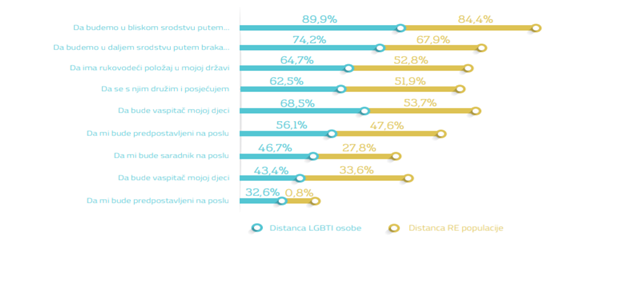 89,9% 84,4%
Da budemo u bliskom srodstvu putem...
74,2% 67,9%
Da budemo u daljem srodstvu putem braka...
64,7% 52,8%
Da ima rukovodeći položaj u mojoj državi
62,5% 51,9%
Da se s njim družim i posjećujem
68,5% 53,7%
Da bude vaspitač mojoj djeci
56,1% 47,6%
Da mi bude predpostavljeni na poslu
46,7% 27,8%
Da mi bude saradnik na poslu
43,4% 33,6%
Da bude vaspitač mojoj djeci
32,6% 0,8%
Da mi bude predpostavljeni na poslu
Distanca LGBTI osobe Distanca RE populacije